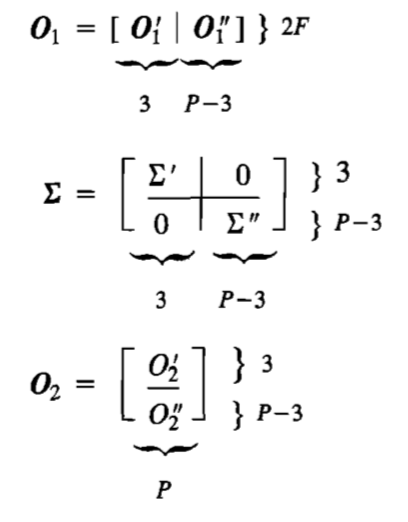 O₁ = [ O₁′ | O₁″ ] } 2F
3 P−3
Σ = [ Σ′ | 0 ] } 3
[ 0 | Σ″ ] } P−3
3 P−3
O₂ = [ O₂′ ] } 3
[ O₂″ ] } P−3
P